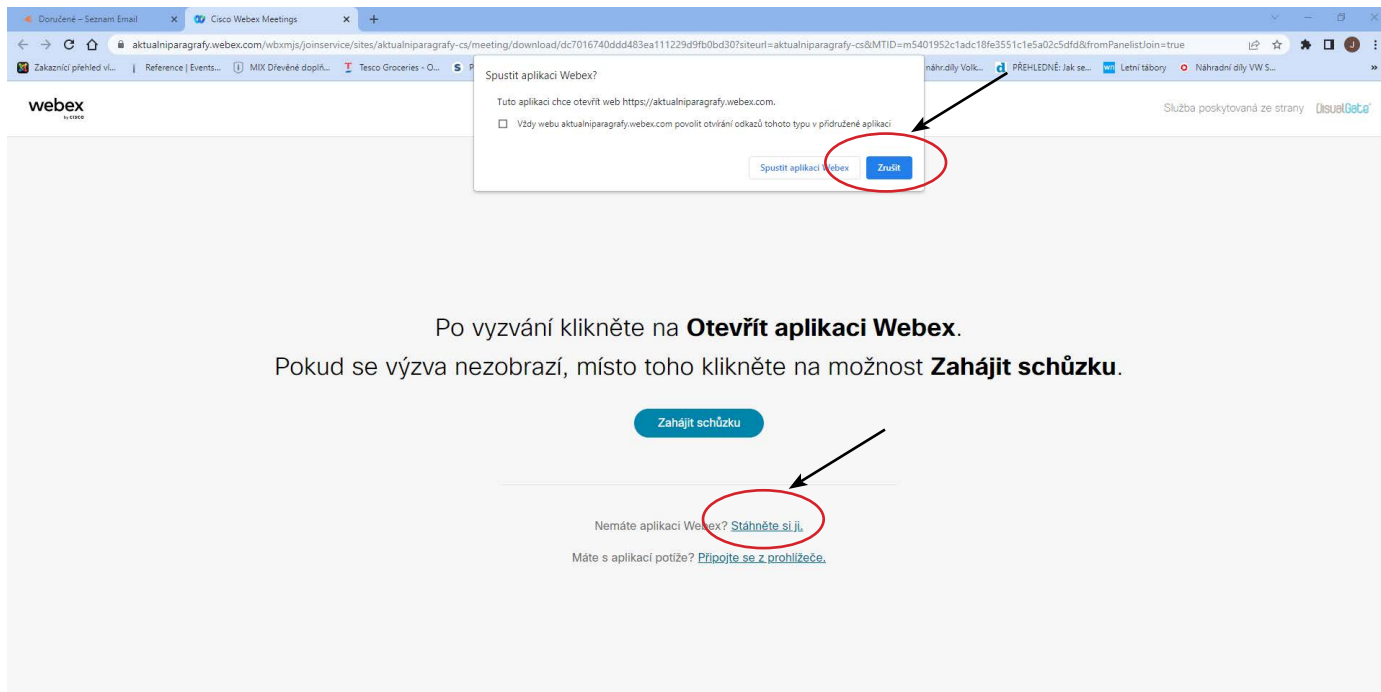 Doručené – Seznam Email
Cisco Webex Meetings
aktualniparagrafy.webex.com/wbxmjs/joinservice/sites/aktualniparagrafy-cs/meeting/download/dc7016740ddd483ea111229d9fb0bd30?siteurl=aktualniparagrafy-cs&MTID=m5401952c1adc18fe3551c1e5a02c5dfd&fromPanelistJoin=true
J
Zakaznící přehled ví...
Reference | Events...
MIX Dřevěné doplň...
Tesco Groceries - O...
náhr.díly Volk...
PŘEHLEDNĚ: Jak se...
Letní tábory
Náhradní díly VW S...
Spustit aplikaci Webex?
Tuto aplikaci chce otevřít web https://aktualniparagrafy.webex.com.
Vždy webu aktualniparagrafy.webex.com povolit otvírání odkazů tohoto typu v přidružené aplikaci
Spustit aplikaci Webex
Zrušit
webex
by CISCO
Služba poskytovaná ze strany VisualGate
Po vyzvání klikněte na Otevřít aplikaci Webex.
Pokud se výzva nezobrazí, místo toho klikněte na možnost Zahájit schůzku.
Zahájit schůzku
Nemáte aplikaci Webex? Stáhněte si ji.
Máte s aplikací potíže? Připojte se z prohlížeče.